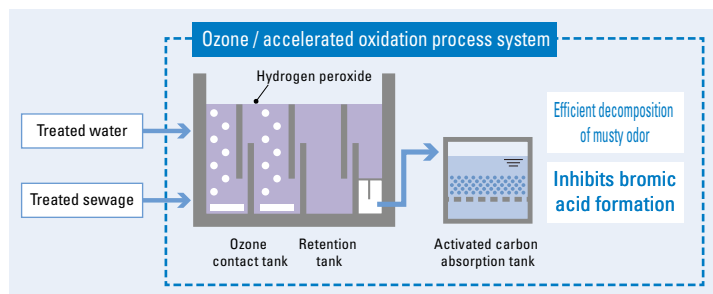 Ozone / accelerated oxidation process system
Hydrogen peroxide
Treated water
Treated sewage
Ozone
contact tank
Retention
tank
Activated carbon
absorption tank
Efficient decomposition
of musty odor
Inhibits bromic
acid formation